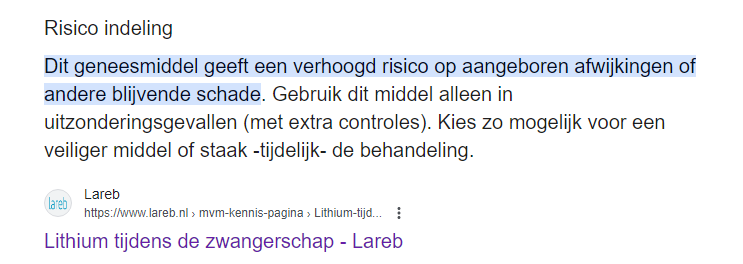 Risico indeling
Dit geneesmiddel geeft een verhoogd risico op aangeboren afwijkingen of
andere blijvende schade. Gebruik dit middel alleen in
uitzonderingsgevallen (met extra controles). Kies zo mogelijk voor een
veiliger middel of staak -tijdelijk- de behandeling.
lareb
Lareb
https://www.lareb.nl › mvm-kennis-pagina › Lithium-tijd...
Lithium tijdens de zwangerschap - Lareb